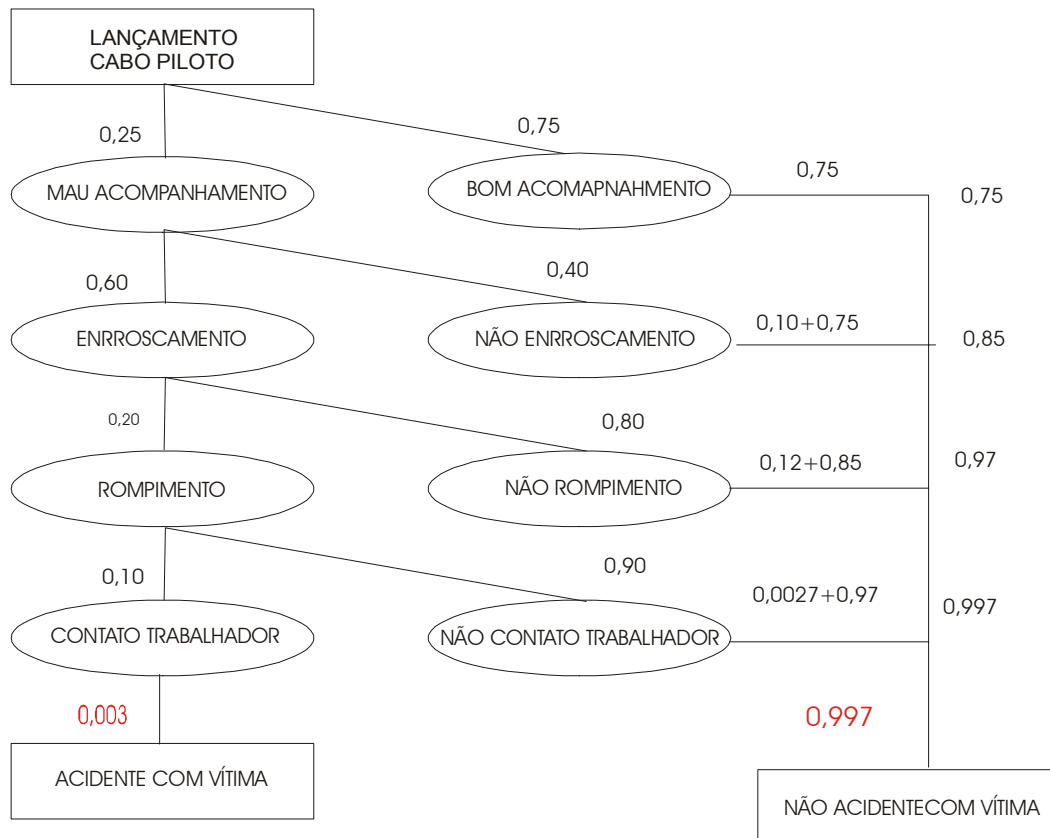 LANÇAMENTO
CABO PILOTO
0,25
0,75
MAU ACOMPANHAMENTO
BOM ACOMAPNAHMENTO
0,75
0,75
0,60
0,40
ENRROSCAMENTO
NÃO ENRROSCAMENTO
0,10+0,75
0,85
0,20
0,80
ROMPIMENTO
NÃO ROMPIMENTO
0,12+0,85
0,97
0,10
0,90
CONTATO TRABALHADOR
NÃO CONTATO TRABALHADOR
0,0027+0,97
0,997
0,003
0,997
ACIDENTE COM VÍTIMA
NÃO ACIDENTECOM VÍTIMA